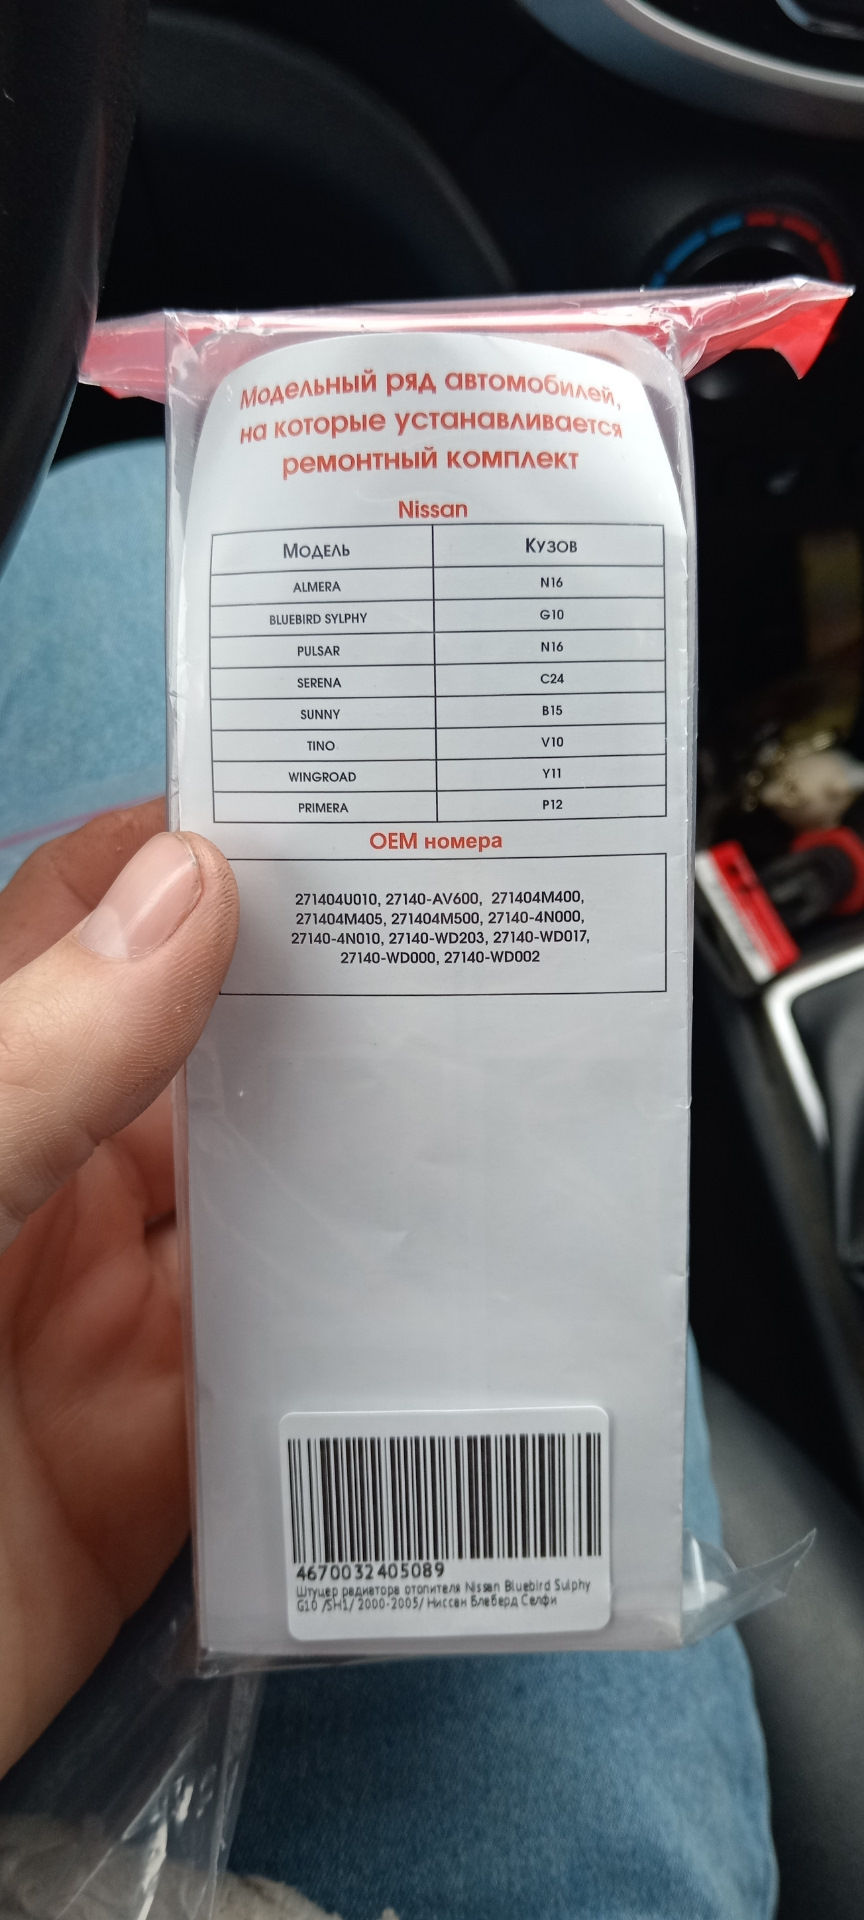 Модельный ряд автомобилей,
на которые устанавливается
ремонтный комплект
Nissan
Модель Кузов
ALMERA N16
BLUEBIRD SYLPHY G10
PULSAR N16
SERENA C24
SUNNY B15
TINO V10
WINGROAD Y11
PRIMERA P12
OEM номера
271404U010, 27140-AV600, 271404M400,
271404M405, 271404M500, 27140-4N000,
27140-4N010, 27140-WD203, 27140-WD017,
27140-WD000, 27140-WD002
4670032405089
Штуцер радиатора отопителя Nissan Bluebird Sulphy
G10 /SH1/ 2000-2005/ Ниссан Блеберд Селфи